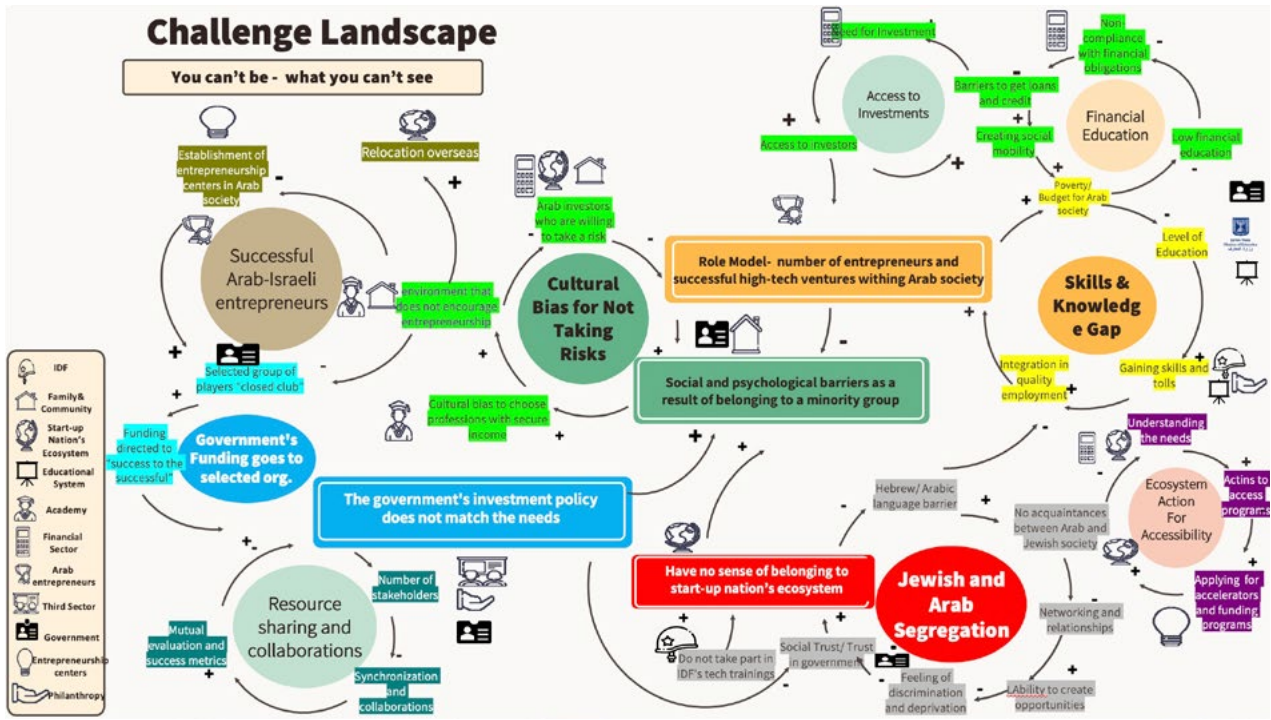 Challenge Landscape
You can't be - what you can't see
Establishment of
entrepreneurship
centers in Arab
society
Relocation overseas
-
+
Successful
Arab-Israeli
entrepreneurs
environment that
does not encourage
entrepreneurship
+
-
Selected group of
players "closed club"
+
Funding
directed to
"success to the
successful"
Government's
Funding goes to
selected org.
Arab investors
who are willing
to take a risk
-
-
Cultural
Bias for Not
Taking
Risks
+
+
Cultural bias to choose
professions with secure
income
+
Need for Investment
+
Access to
Investments
+
Access to investors
+
Barriers to get loans
and credit
-
+
Creating social
mobility
+
Non-
compliance
with financial
obligations
-
Financial
Education
Low financial
education
-
Poverty/
Budget for Arab
society
+
-
Level of
Education
Role Model- number of entrepreneurs and
successful high-tech ventures withing Arab society
-
Skills &
Knowledg
e Gap
Social and psychological barriers as a
result of belonging to a minority group
+
+
Integration in
quality
employment
+
+
-
Gaining skills and
tolls
+
The government's investment policy
does not match the needs
+-
Resource
sharing and
collaborations
Number of
stakeholders
-
Synchronization
and
collaborations
Mutual
evaluation and
success metrics
+
Have no sense of belonging to
start-up nation's ecosystem
+
+
Do not take part in
IDF's tech trainings
Social Trust/ Trust
in government
-
-
Jewish and
Arab
Segregation
-
Hebrew/ Arabic
language barrier
+
No acquaintances
between Arab and
Jewish society
-
-
Networking and
relationships
+
LAbility to create
opportunities
-
Feeling of
discrimination
and deprivation
Understanding
the needs
+
Ecosystem
Action
For
Accessibility
Actins to
access
programs
+
Applying for
accelerators
and funding
programs
+
IDF
Family&
Community
Start-up
Nation's
Ecosystem
Educational
System
Academy
Financial
Sector
Arab
entrepreneurs
Third Sector
Government
Entrepreneurship
centers
Philanthropy